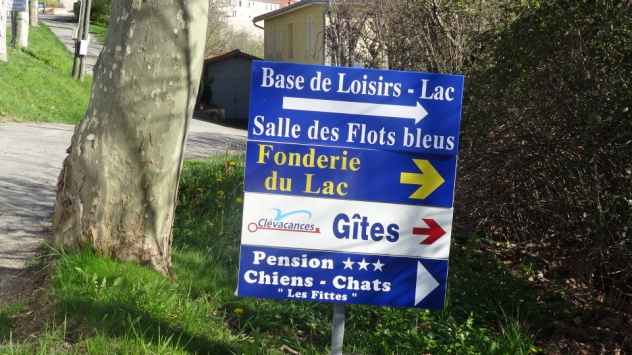 Base de Loisirs - Lac
Salle des Flots bleus
Fonderie
du Lac
Clévacances
Gîtes
Pension ★★★
Chiens - Chats
" Les Fittes "